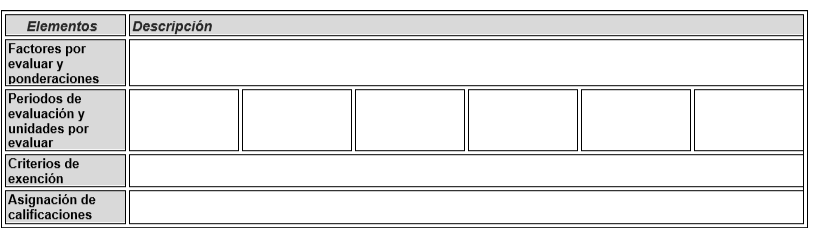 Elementos Descripción
Factores por
evaluar y
ponderaciones
Periodos de
evaluación y
unidades por
evaluar
Criterios de
exención
Asignación de
calificaciones